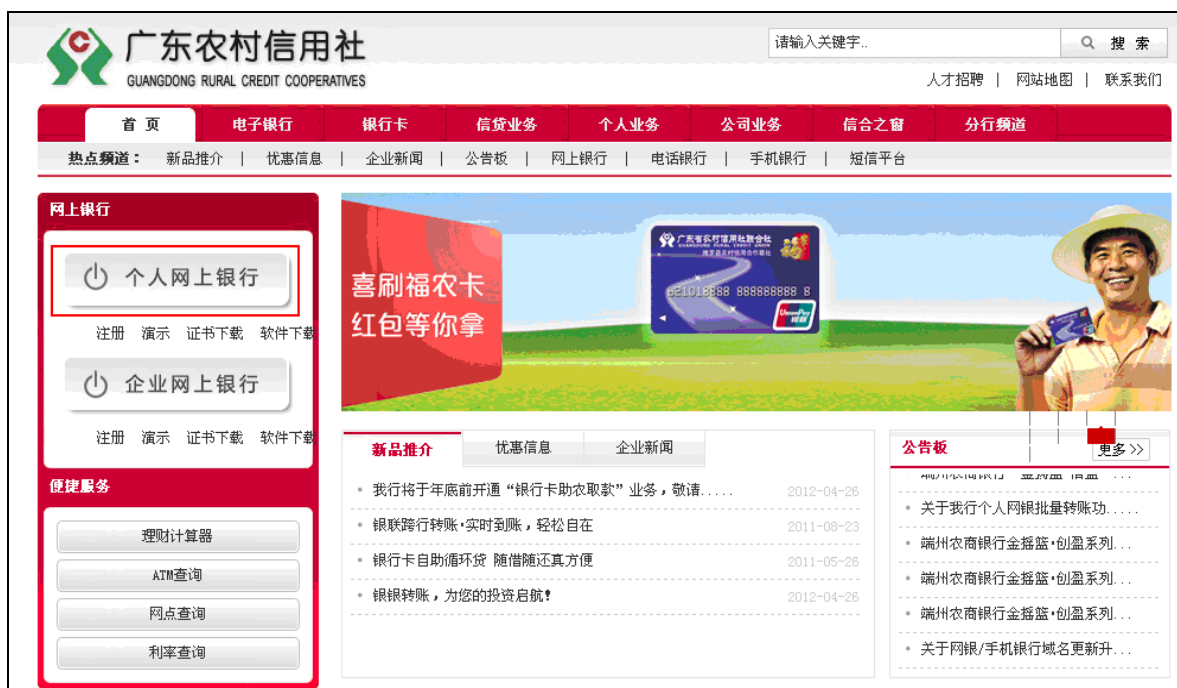 广东农村信用社
GUANGDONG RURAL CREDIT COOPERATIVES
请输入关键字..
搜 索
人才招聘 | 网站地图 | 联系我们
首 页 电子银行 银行卡 信贷业务 个人业务 公司业务 信合之窗 分行频道
热点频道： 新品推介 | 优惠信息 | 企业新闻 | 公告板 | 网上银行 | 电话银行 | 手机银行 | 短信平台
网上银行
个人网上银行
注册 演示 证书下载 软件下载
企业网上银行
注册 演示 证书下载 软件下载
便捷服务
理财计算器
ATM查询
网点查询
利率查询
喜刷福农卡
红包等你拿
广东省农村信用社联合社
621018888 888888888 8
UnionPay
银联
新品推介 优惠信息 企业新闻
我行将于年底前开通“银行卡助农取款”业务，敬请..... 2012-04-26
银联跨行转账·实时到账，轻松自在 2011-08-23
银行卡自助循环贷 随借随还真方便 2011-05-26
银银转账，为您的投资启航! 2012-04-26
公告板
更多>>
关于我行个人网银批量转账功.....
端州农商银行金摇篮·创盈系列...
端州农商银行金摇篮·创盈系列...
端州农商银行金摇篮·创盈系列...
关于网银/手机银行域名更新升...